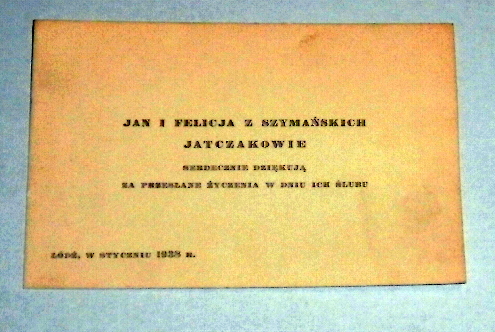 JAN I FELICJA Z SZYMAŃSKICH
JATCZAKOWIE
SERDECZNIE DZIĘKUJĄ
ZA PRZESŁANE ŻYCZENIA W DNIU ICH ŚLUBU
ŁÓDŹ, W STYCZNIU 1938 R.